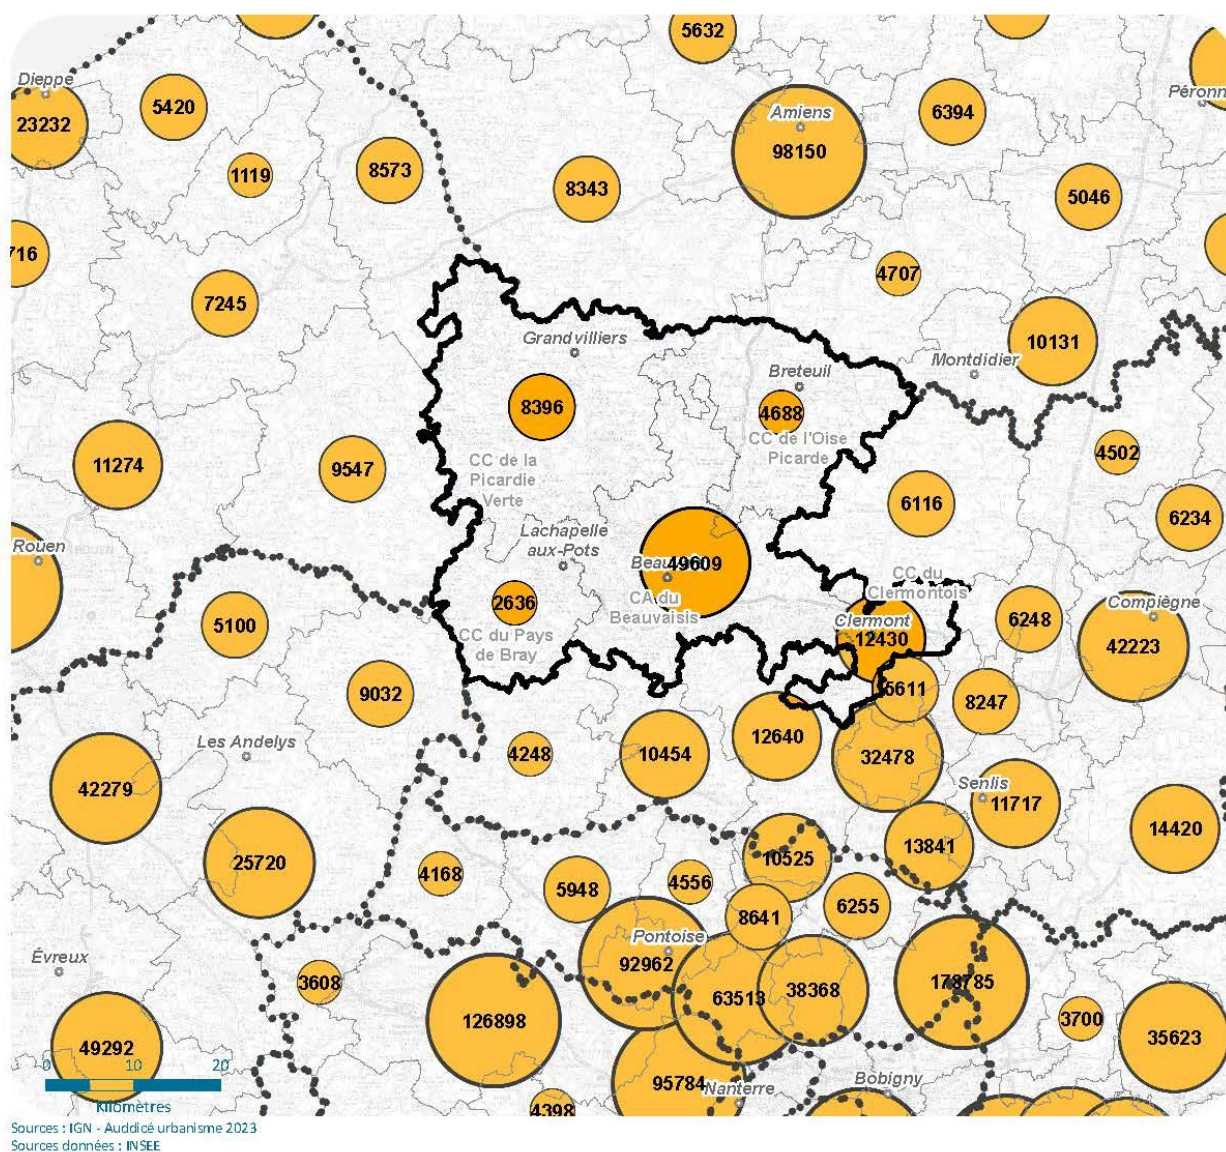 5632
Dieppe
23232
5420
Amiens
98150
6394
Péronn
1119
8573
8343
5046
716
7245
4707
10131
Grandvilliers
Montdidier
Breteuil
8396
4688
CC de l'Oise
Picarde
11274
9547
CC de la
Picardie
Verte
4502
6116
6234
Rouen
Lachapelle
aux-Pots
49609
CC du
Clermontois
2636
CA du
Beauvaisis
Clermont
12430
6248
Compiègne
42223
5100
CC du Pays
de Bray
9032
5611
8247
Les Andelys
4248
10454
12640
32478
42279
Senlis
11717
14420
25720
4168
5948
4556
10525
13841
8641
6255
Évreux
3608
Pontoise
92962
63513
38368
178785
126898
3700
35623
49292
95784
Nanterre
Bobigny
4398
0 10 20
Kilomètres
Sources : IGN - Auddicé urbanisme 2023
Sources données : INSEE